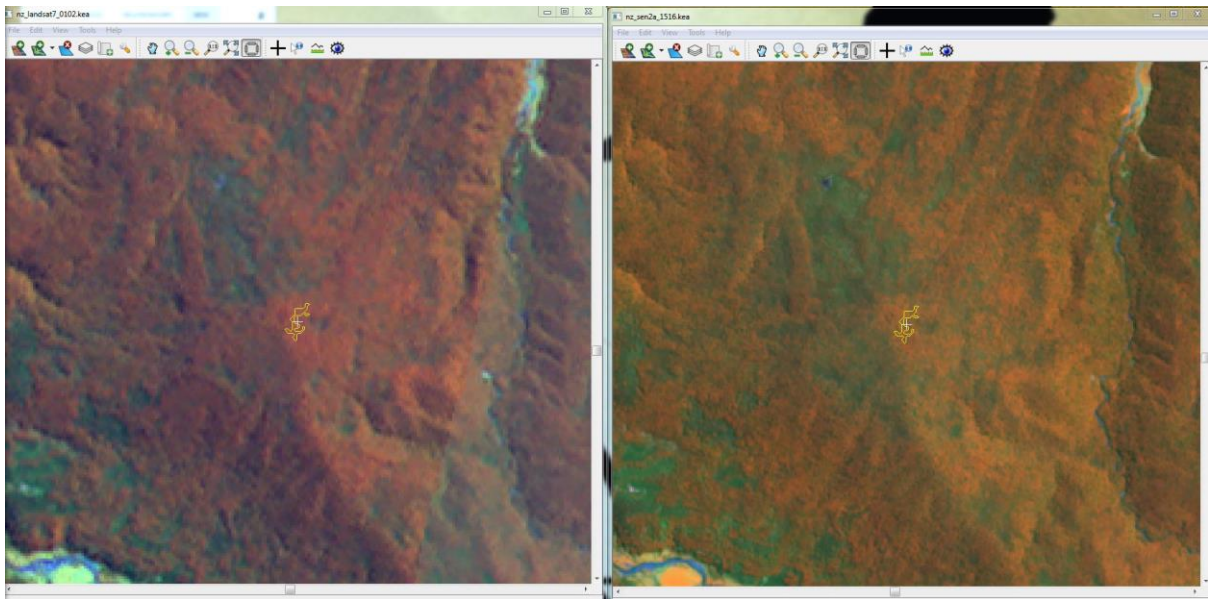 nz_landsat7_0102.kea
File Edit View Tools Help
nz_sen2a_1516.kea
File Edit View Tools Help